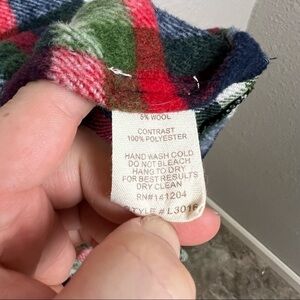 5% WOOL
CONTRAST
100% POLYESTER
HAND WASH COLD
DO NOT BLEACH
HANG TO DRY
FOR BEST RESULTS
DRY CLEAN
RN#141204
STYLE #L3016